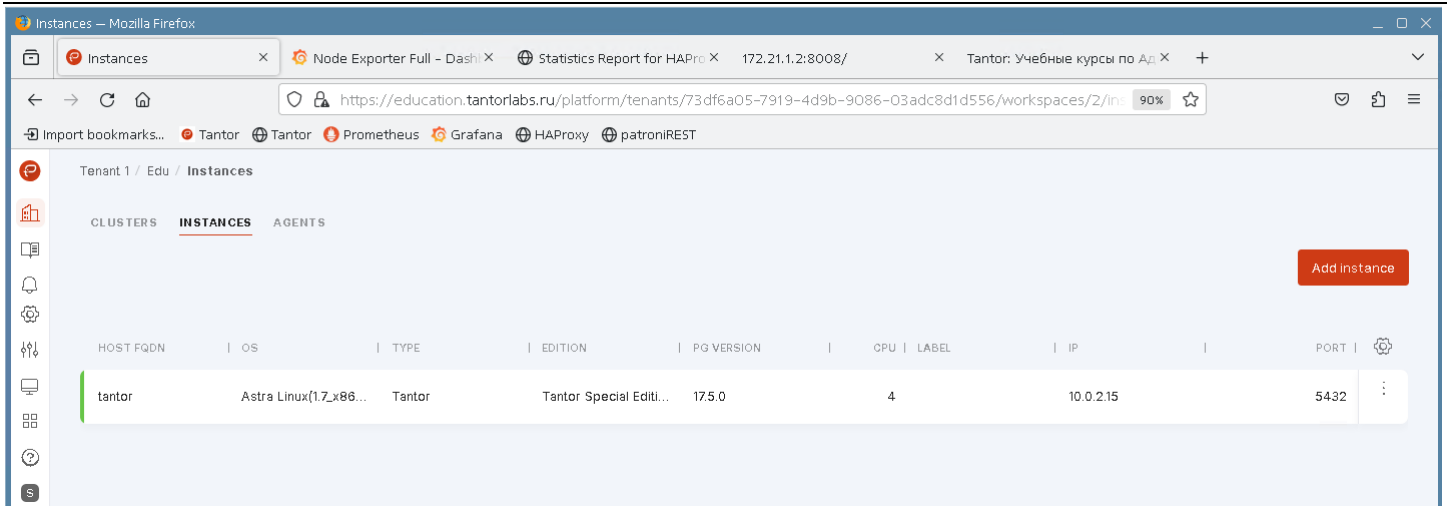 Instances — Mozilla Firefox
Instances
Node Exporter Full - Dash
Statistics Report for HAPro
172.21.1.2:8008/
Tantor: Учебные курсы по Ад
https://education.tantorlabs.ru/platform/tenants/73df6a05-7919-4d9b-9086-03adc8d1d556/workspaces/2/ins 90%
Import bookmarks... Tantor Tantor Prometheus Grafana HAProxy patroniREST
Tenant 1 / Edu / Instances
CLUSTERS INSTANCES AGENTS
Add instance
HOST FQDN | OS | TYPE | EDITION | PG VERSION | CPU | LABEL | IP | PORT |
tantor Astra Linux(1.7_x86... Tantor Tantor Special Editi... 17.5.0 4 10.0.2.15 5432
S